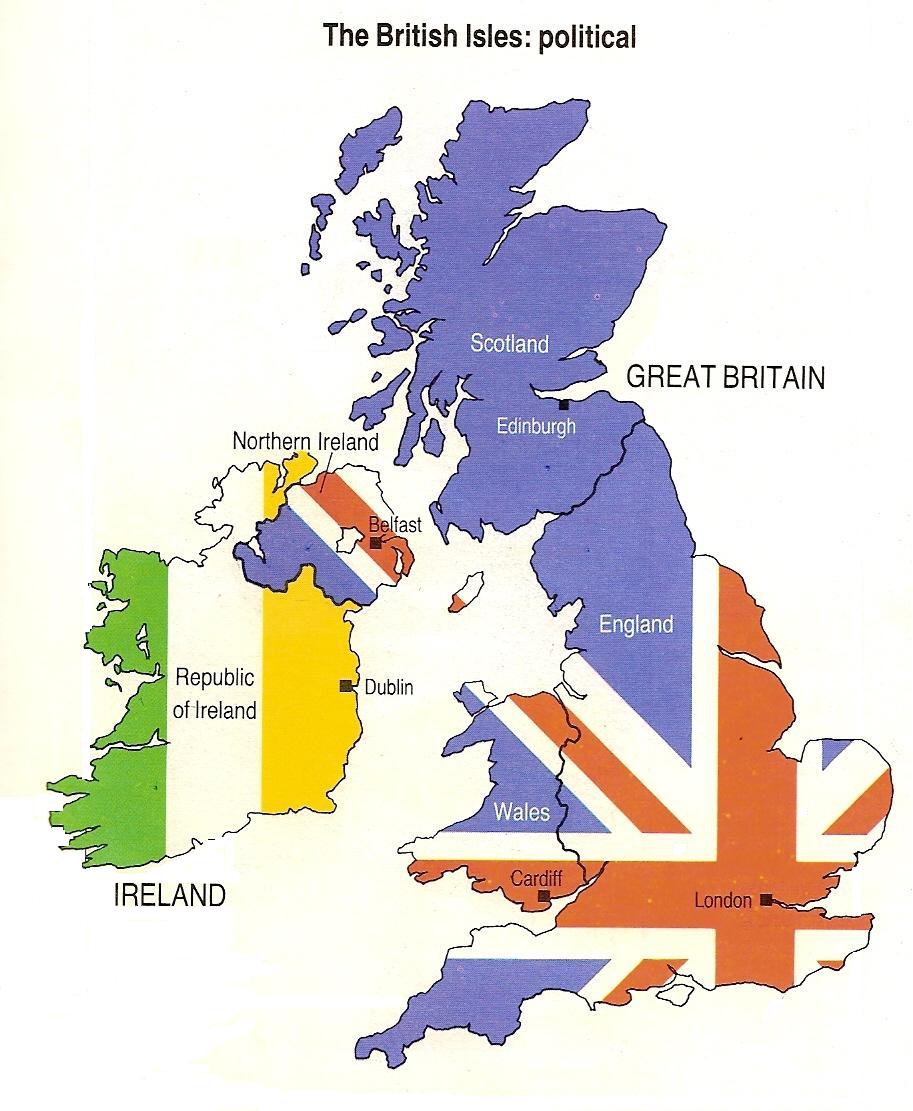 The British Isles: political
Scotland
GREAT BRITAIN
Edinburgh
Northern Ireland
Belfast
England
Republic
of Ireland
Dublin
Wales
Cardiff
IRELAND
London